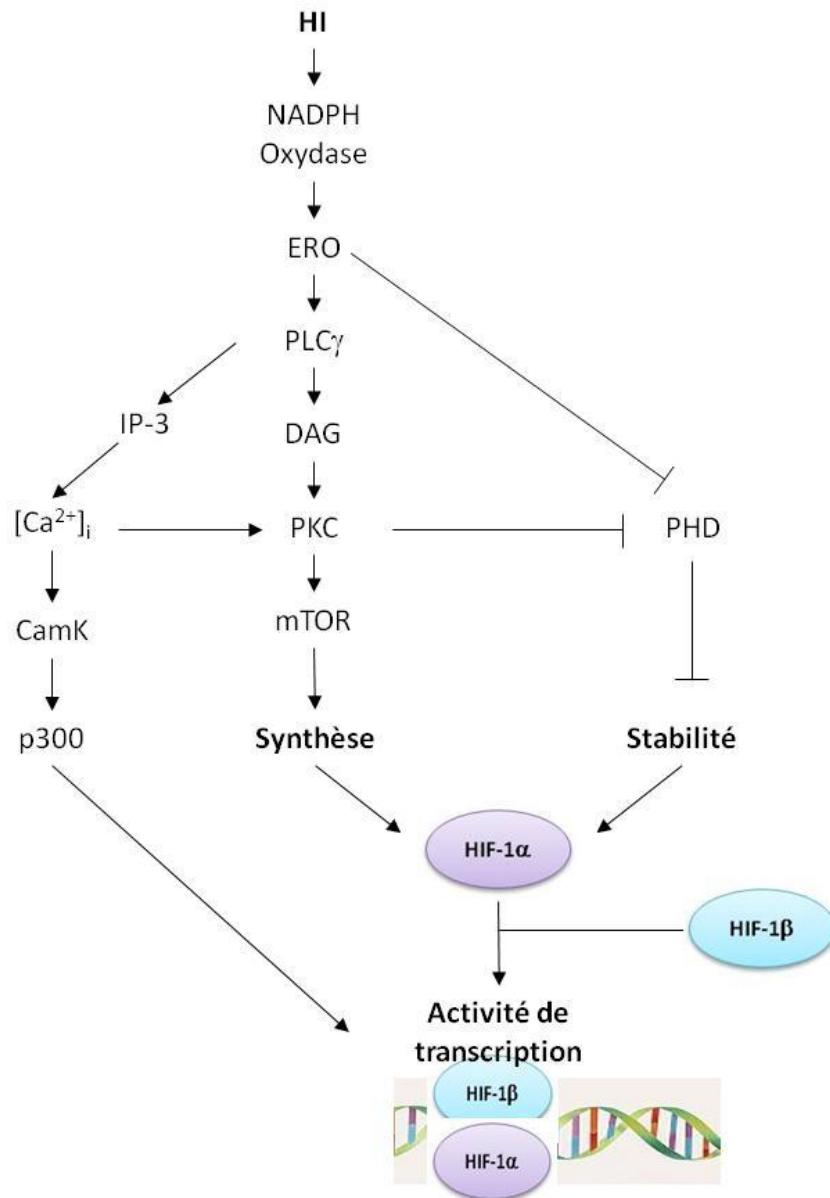 HI
NADPH
Oxydase
ERO
PLCγ
IP-3
DAG
[Ca²⁺]ᵢ
PKC
PHD
CamK
mTOR
p300
Synthèse
Stabilité
HIF-1α
HIF-1β
Activité de
transcription
HIF-1β
HIF-1α